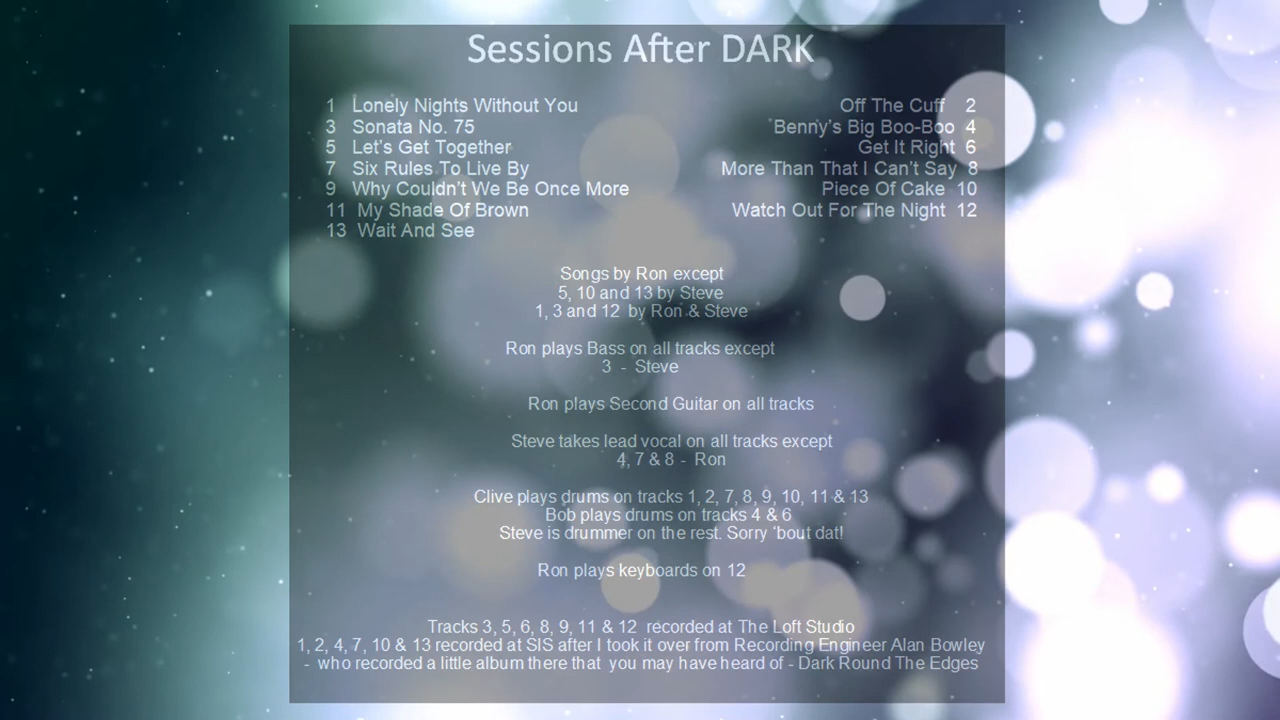 Sessions After DARK
1 Lonely Nights Without You
Off The Cuff 2
3 Sonata No. 75
Benny's Big Boo-Boo 4
5 Let's Get Together
Get It Right 6
7 Six Rules To Live By
More Than That I Can't Say 8
9 Why Couldn't We Be Once More
Piece Of Cake 10
11 My Shade Of Brown
Watch Out For The Night 12
13 Wait And See
Songs by Ron except
5, 10 and 13 by Steve
1, 3 and 12 by Ron & Steve
Ron plays Bass on all tracks except
3 - Steve
Ron plays Second Guitar on all tracks
Steve takes lead vocal on all tracks except
4, 7 & 8 - Ron
Clive plays drums on tracks 1, 2, 7, 8, 9, 10, 11 & 13
Bob plays drums on tracks 4 & 6
Steve is drummer on the rest. Sorry 'bout dat!
Ron plays keyboards on 12
Tracks 3, 5, 6, 8, 9, 11 & 12 recorded at The Loft Studio
1, 2, 4, 7, 10 & 13 recorded at SIS after I took it over from Recording Engineer Alan Bowley
- who recorded a little album there that you may have heard of - Dark Round The Edges